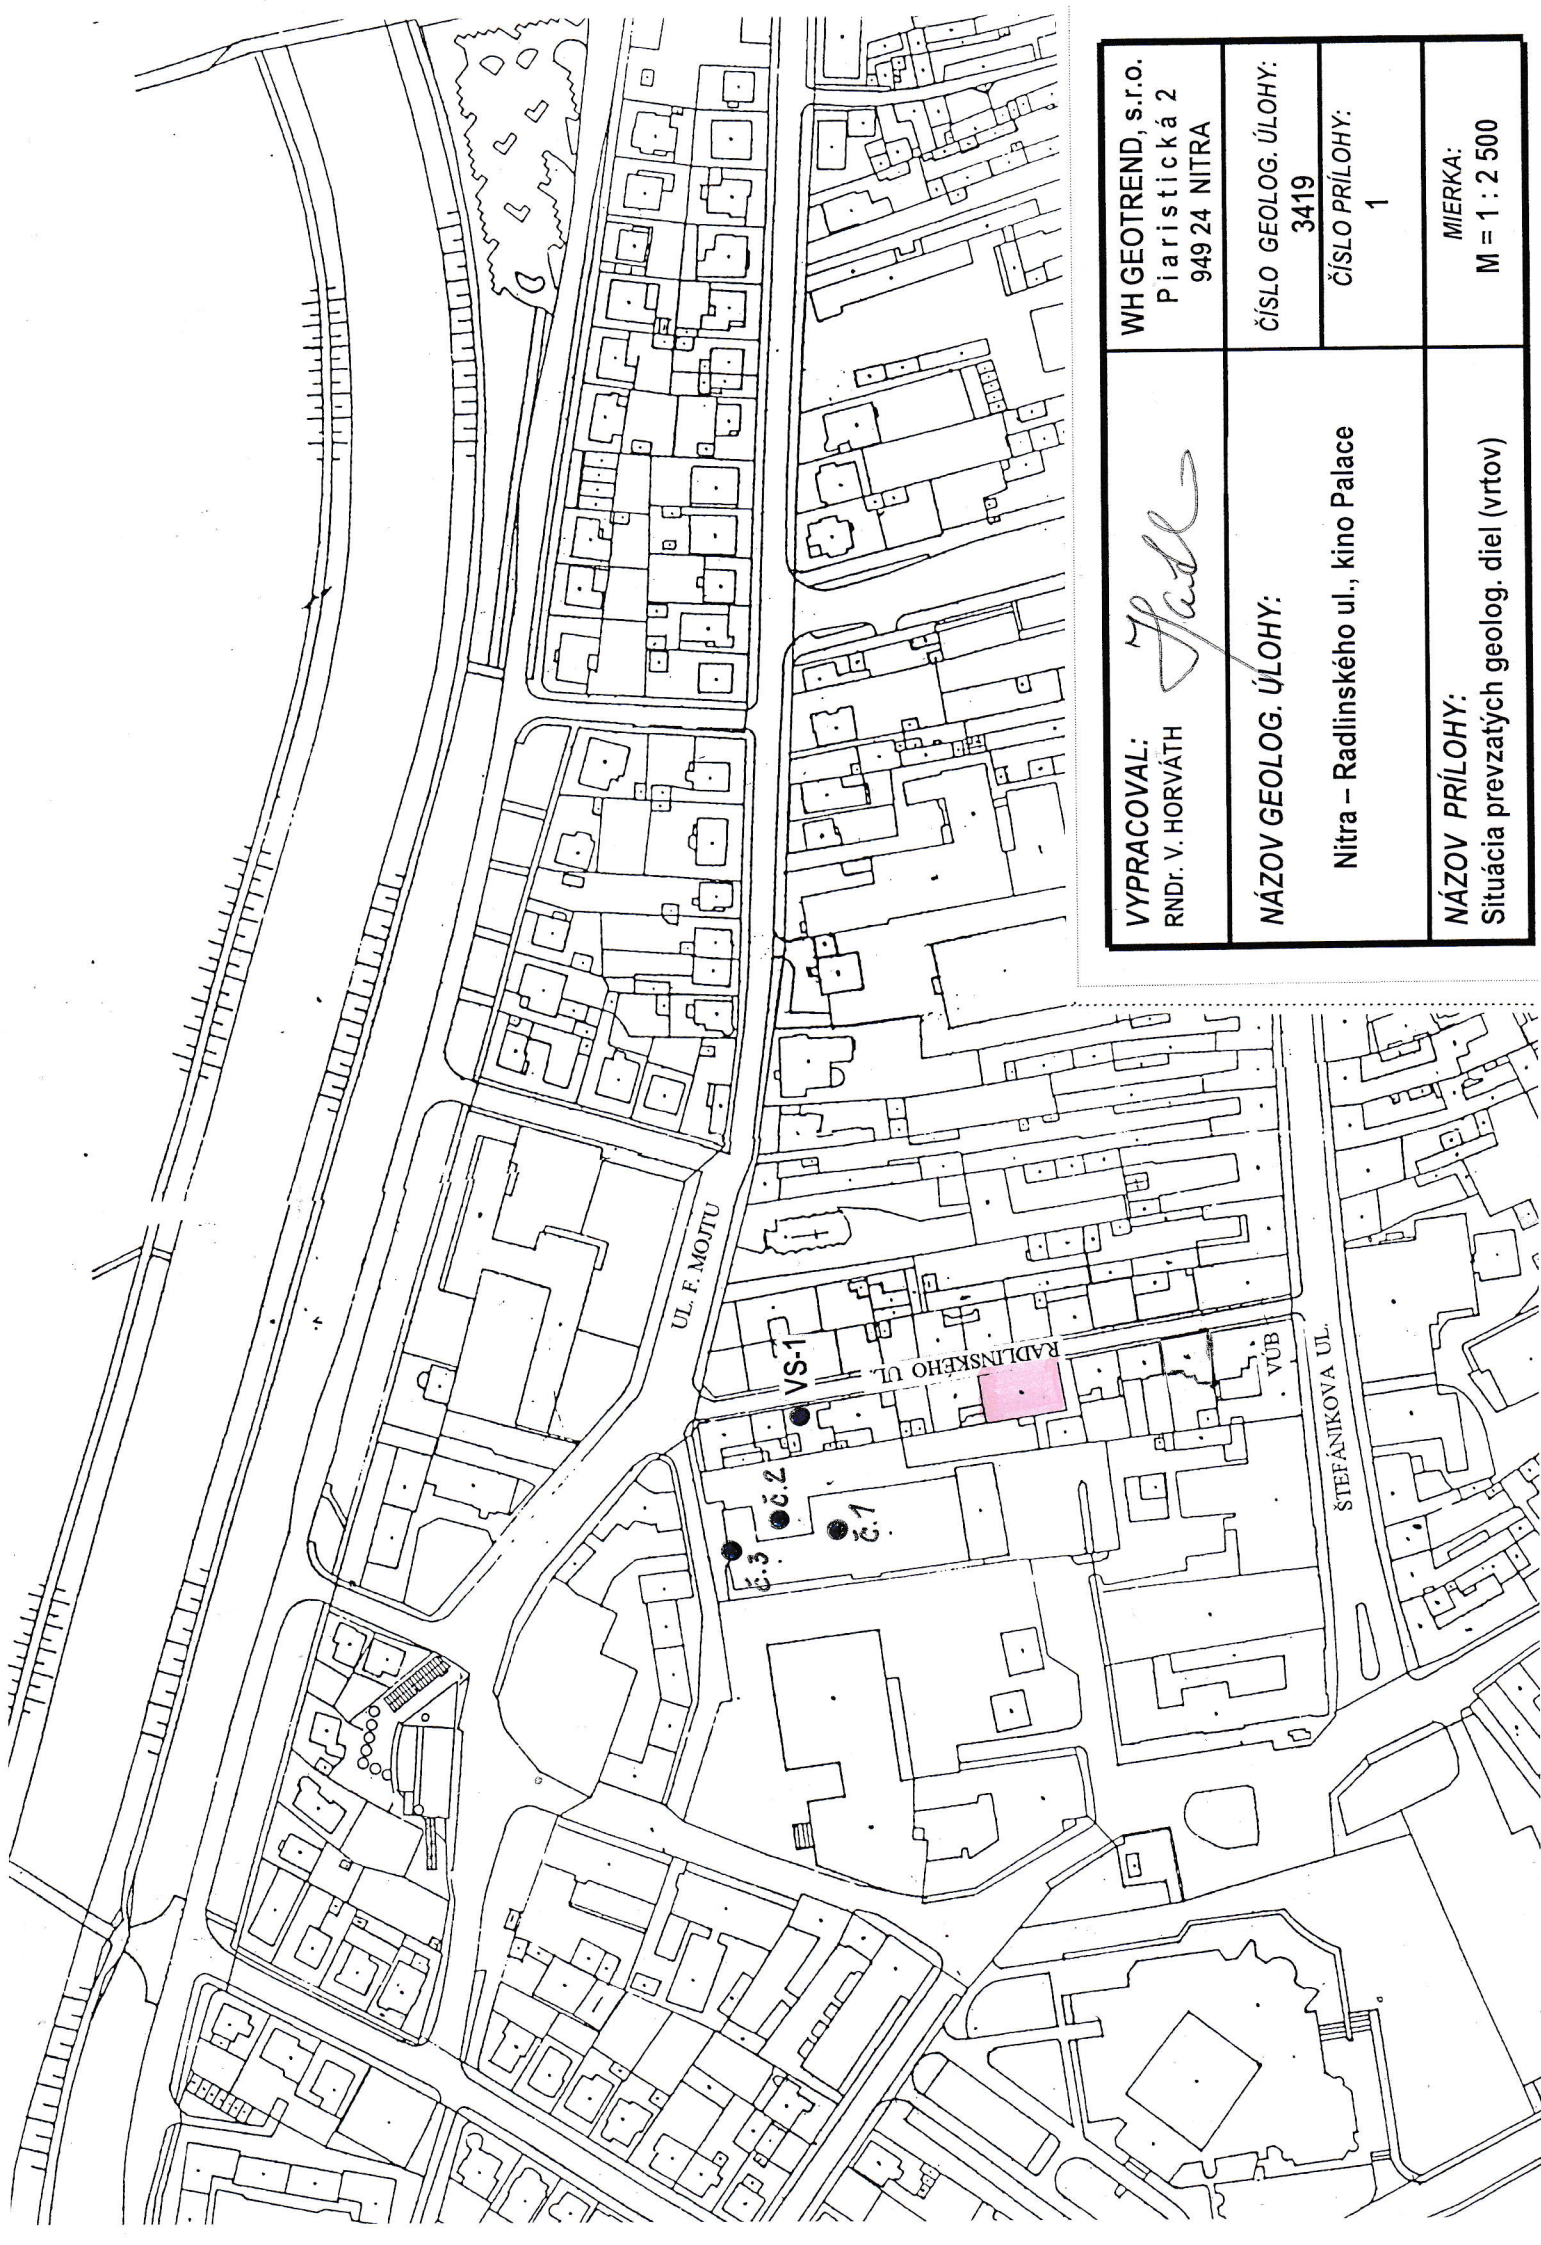 UL. F. MOJTU
VS-1
č.2
č.3
č.1
RADLINSKÉHO UL.
VÚB
ŠTEFÁNIKOVA UL.
VYPRACOVAL:
RNDr. V. HORVÁTH
WH GEOTREND, s.r.o.
Piaristická 2
949 24 NITRA
NÁZOV GEOLOG. ÚLOHY:
Nitra – Radlinského ul., kino Palace
ČÍSLO GEOLOG. ÚLOHY:
3419
ČÍSLO PRÍLOHY:
1
NÁZOV PRÍLOHY:
Situácia prevzatých geolog. diel (vrtov)
MIERKA:
M = 1 : 2 500